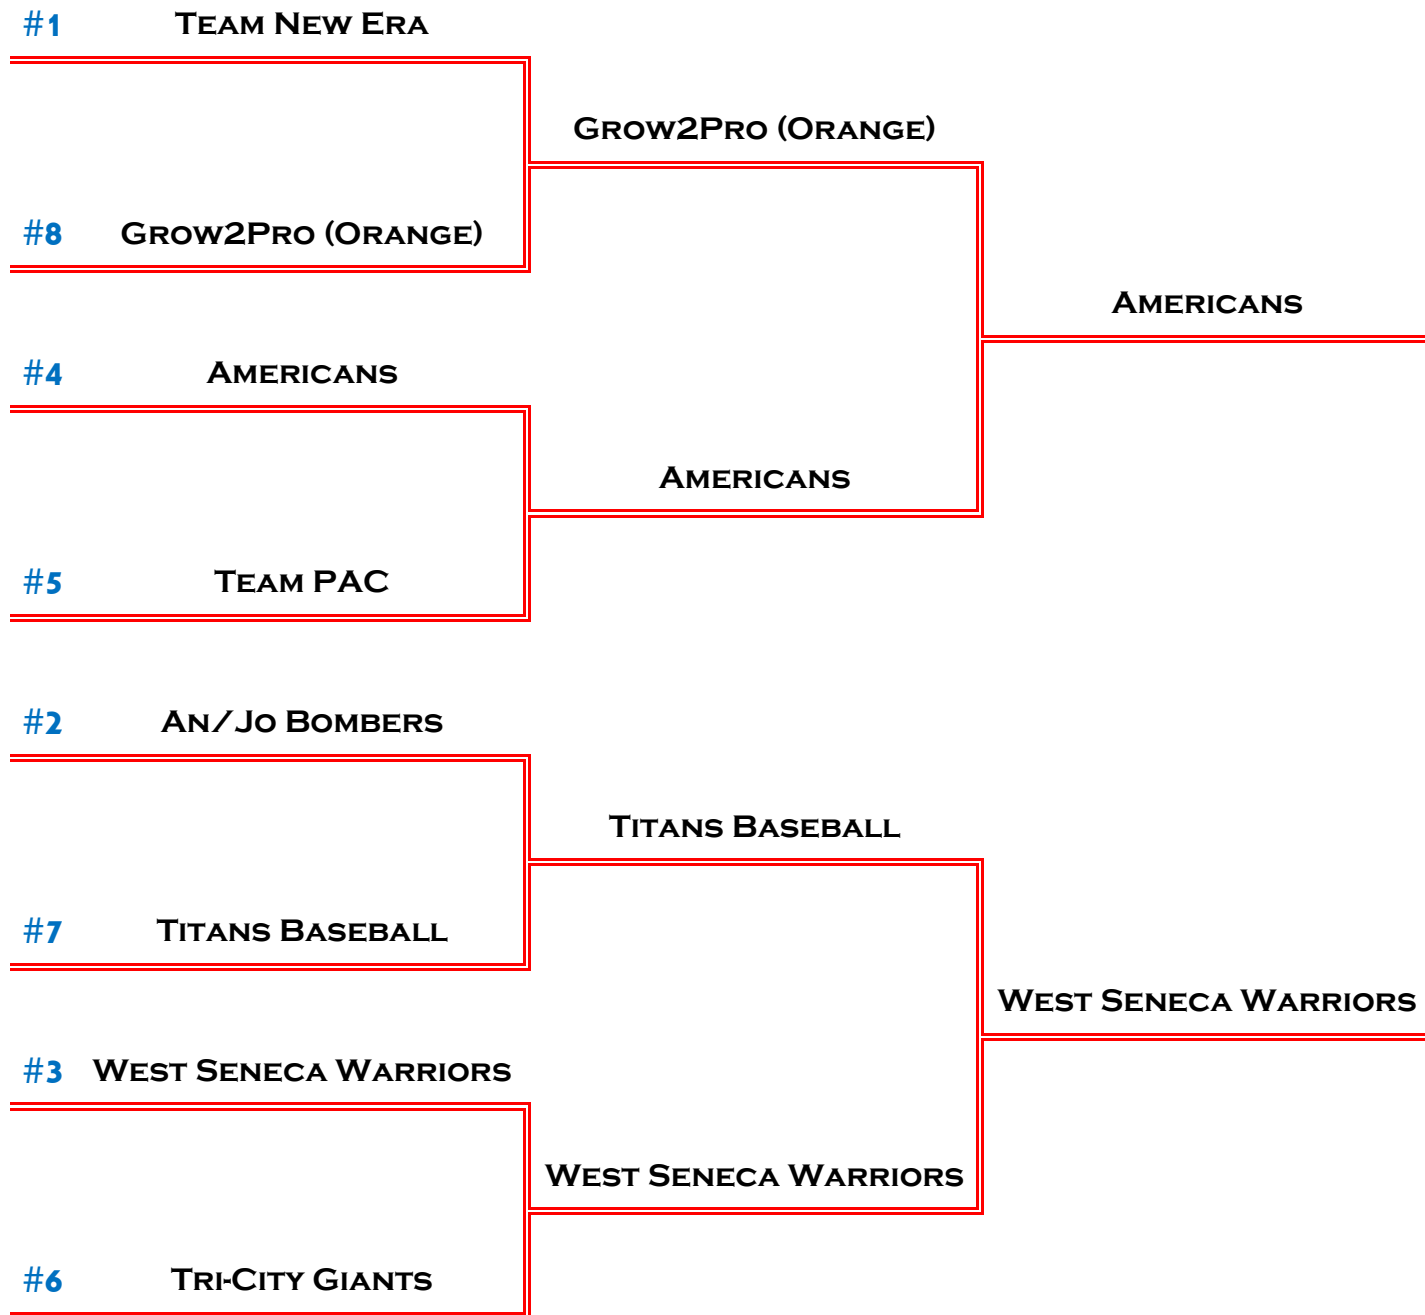 #1 Team New Era
Grow2Pro (Orange)
#8 Grow2Pro (Orange)
Americans
#4 Americans
Americans
#5 Team PAC
#2 An/Jo Bombers
Titans Baseball
#7 Titans Baseball
West Seneca Warriors
#3 West Seneca Warriors
West Seneca Warriors
#6 Tri-City Giants